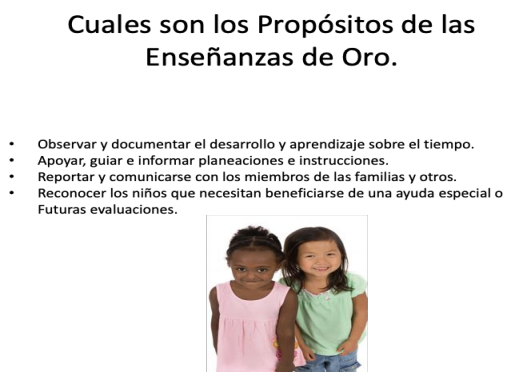 Cuales son los Propósitos de las
Enseñanzas de Oro.
• Observar y documentar el desarrollo y aprendizaje sobre el tiempo.
• Apoyar, guiar e informar planeaciones e instrucciones.
• Reportar y comunicarse con los miembros de las familias y otros.
• Reconocer los niños que necesitan beneficiarse de una ayuda especial o
Futuras evaluaciones.